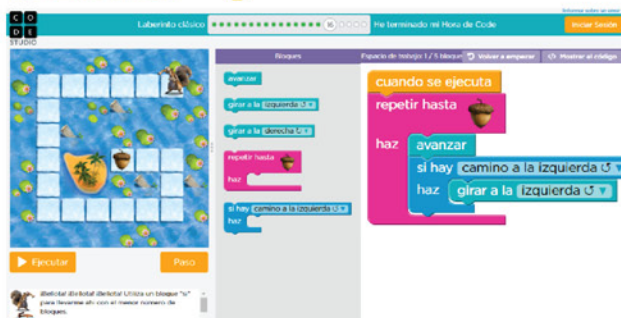 CODE
STUDIO
Laberinto clásico
16
He terminado mi Hora de Code
Iniciar Sesión
Bloques
Espacio de trabajo: 1 / 5 bloques
Volver a empezar
Mostrar el código
avanzar
girar a la izquierda ↺ ▼
girar a la derecha ↻ ▼
repetir hasta
haz
si hay camino a la izquierda ↺ ▼
haz
cuando se ejecuta
repetir hasta
haz avanzar
si hay camino a la izquierda ↺ ▼
haz girar a la izquierda ↺ ▼
Ejecutar
Paso
¡Bellota! ¡Bellota! ¡Bellota! Utiliza un bloque "si"
para llevarme ahí con el menor número de
bloques.